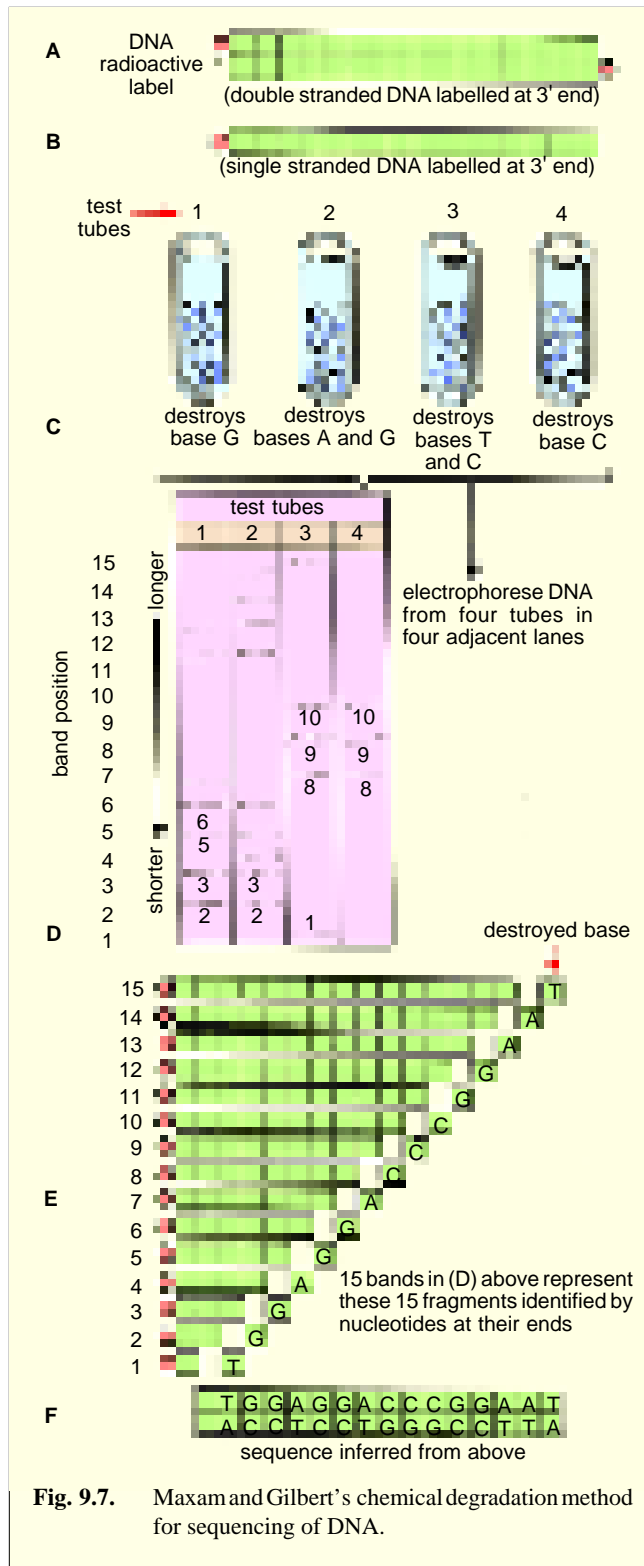 A
DNA
radioactive
label
(double stranded DNA labelled at 3' end)
B
(single stranded DNA labelled at 3' end)
test
tubes
1 2 3 4
C
destroys
base G
destroys
bases A and G
destroys
bases T
and C
destroys
base C
test tubes
1 2 3 4
band position
shorter
longer
15
14
13
12
11
10
9
8
7
6
5
4
3
2
1
10 10
9 9
8 8
6
5
3 3
2 2 1
electrophorese DNA
from four tubes in
four adjacent lanes
D
destroyed base
15 T
14 A
13 A
12 G
11 G
10 C
9 C
8 C
E
7 A
6 G
5 G
4 A
3 G
2 G
1 T
15 bands in (D) above represent
these 15 fragments identified by
nucleotides at their ends
F
T G G A G G A C C C G G A A T
A C C T C C T G G G C C T T A
sequence inferred from above
Fig. 9.7. Maxam and Gilbert's chemical degradation method
for sequencing of DNA.